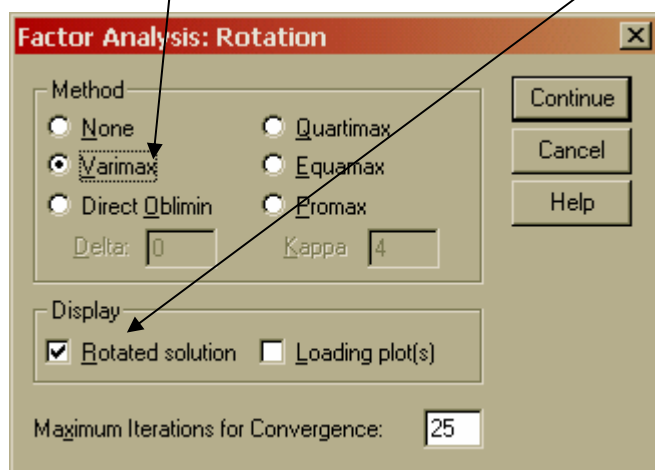 Factor Analysis: Rotation
Method
None
Quartimax
Varimax
Equamax
Direct Oblimin
Promax
Delta: 0
Kappa 4
Continue
Cancel
Help
Display
Rotated solution
Loading plot(s)
Maximum Iterations for Convergence: 25